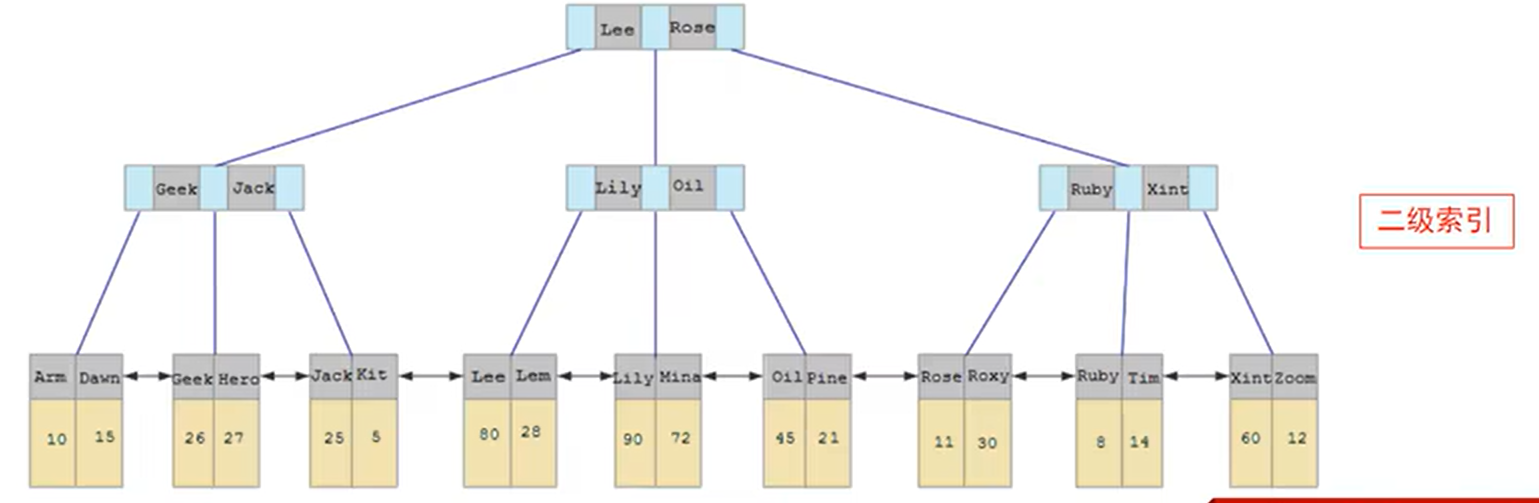 Lee Rose
Geek Jack Lily Oil Ruby Xint
二级索引
Arm Dawn Geek Hero Jack Kit Lee Lem Lily Mina Oil Pine Rose Roxy Ruby Tim Xint Zoom
10 15 26 27 25 5 80 28 90 72 45 21 11 30 8 14 60 12